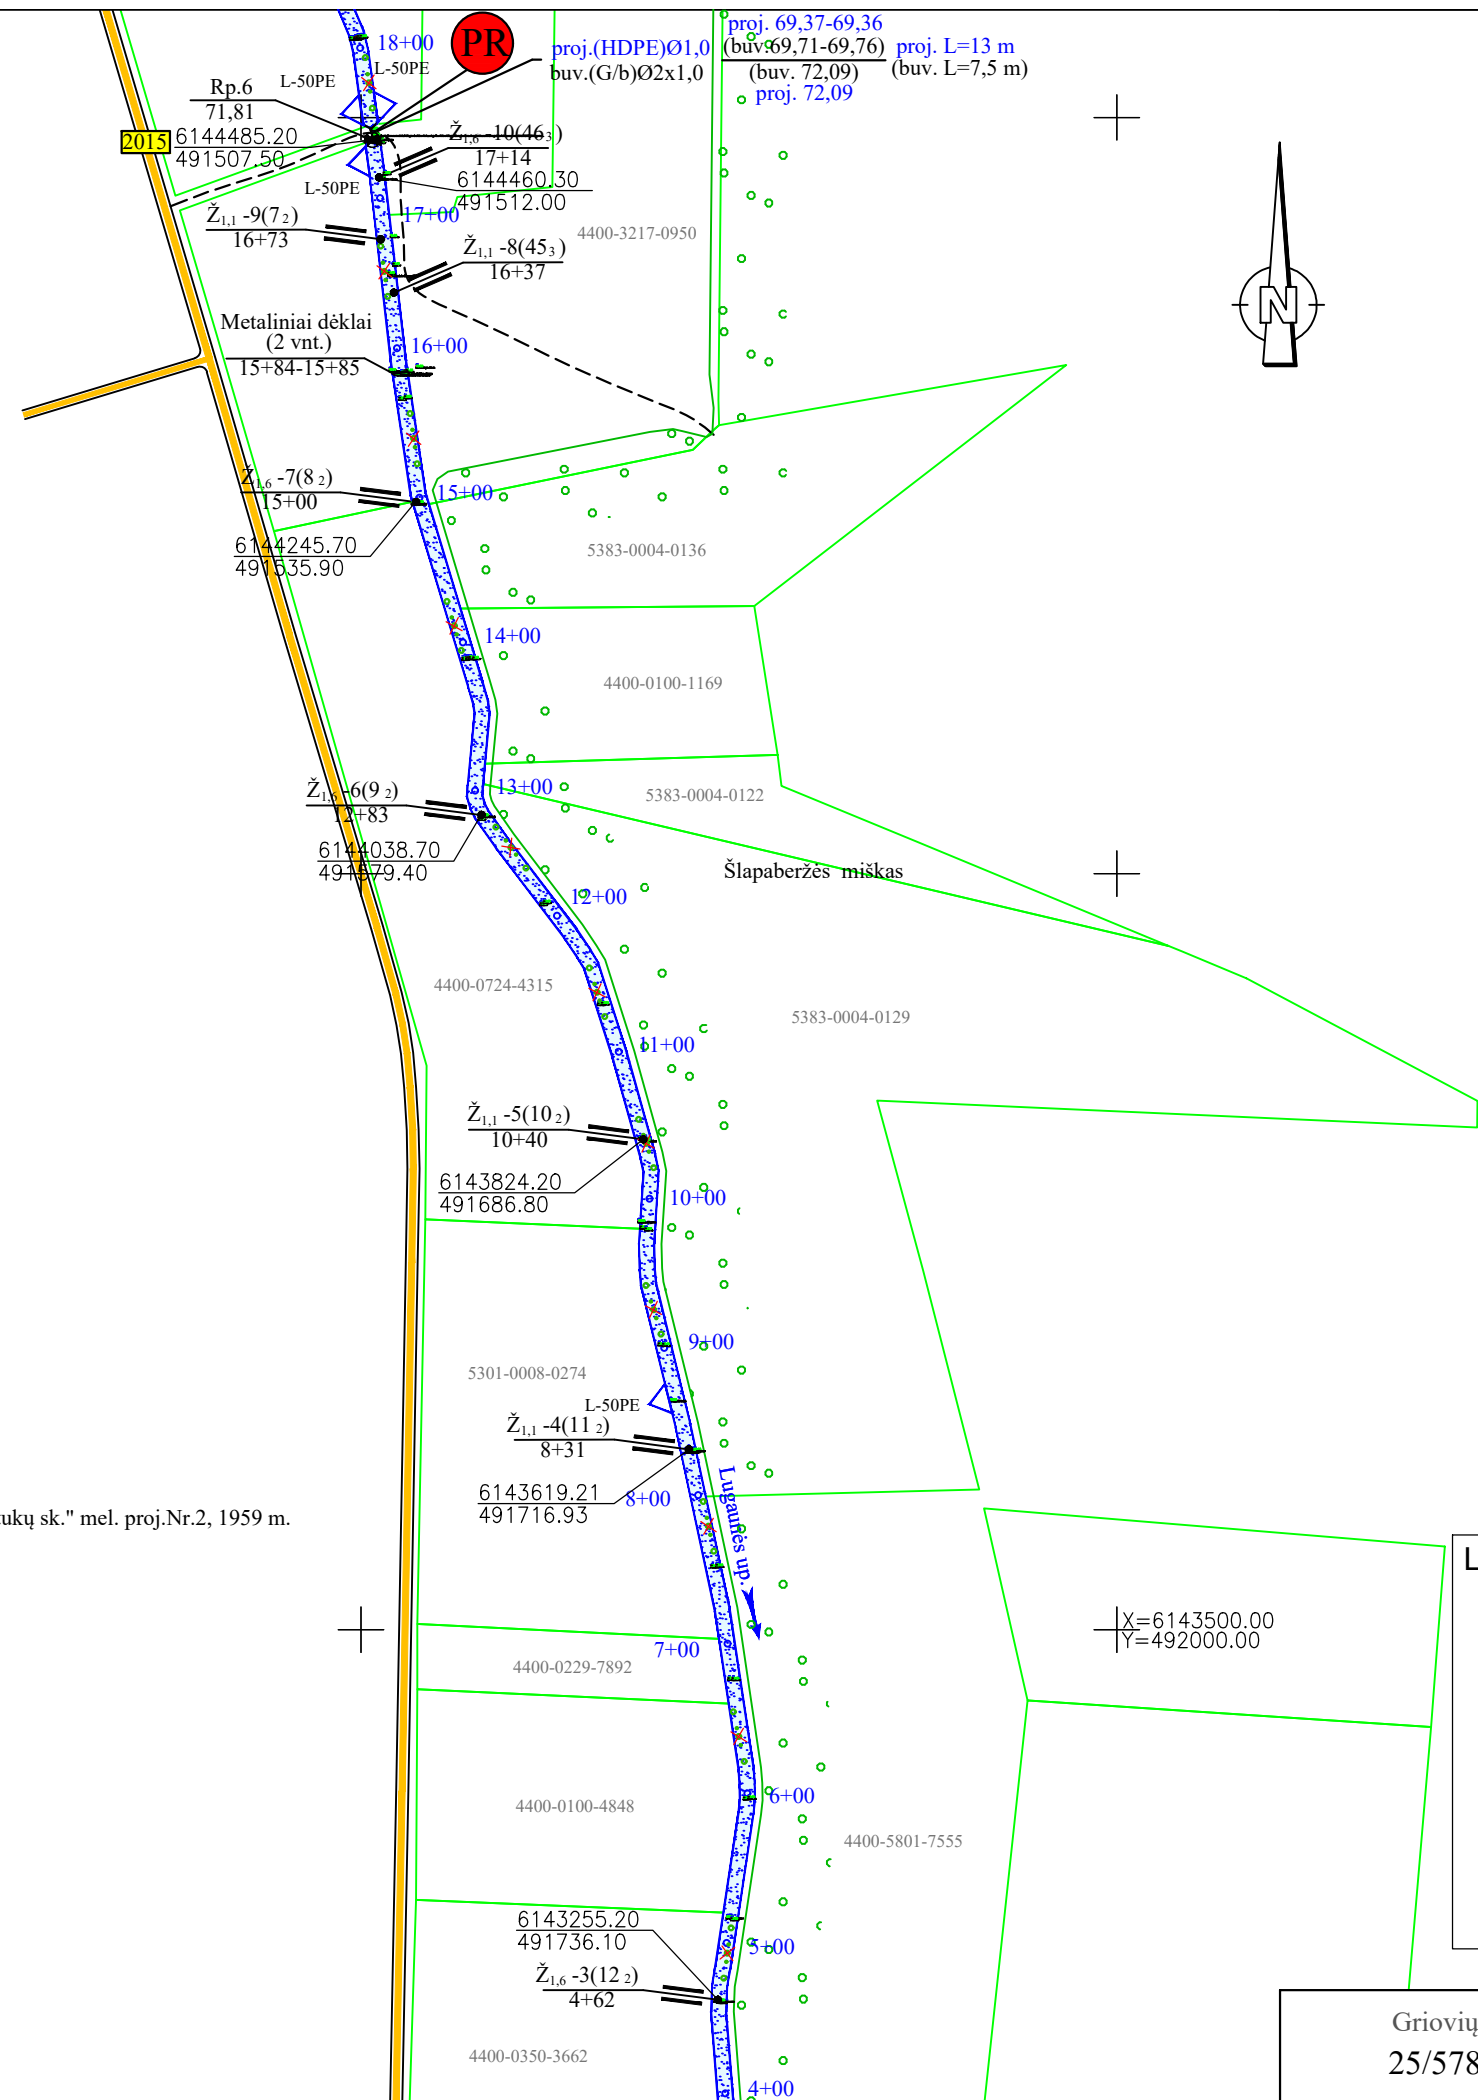 18+00
PR
proj.(HDPE)Ø1,0
buv.(G/b)Ø2x1,0
proj. 69,37-69,36
(buv.69,71-69,76)
(buv. 72,09)
proj. 72,09
proj. L=13 m
(buv. L=7,5 m)
L-50PE
L-50PE
Rp.6
71,81
2015
6144485.20
491507.50
Ž1,6 -10(463)
17+14
6144460.30
491512.00
L-50PE
17+00
Ž1,1 -9(72)
16+73
4400-3217-0950
Ž1,1 -8(453)
16+37
N
Metaliniai dėklai
(2 vnt.)
15+84-15+85
16+00
Ž1,6 -7(82)
15+00
15+00
6144245.70
491535.90
5383-0004-0136
14+00
4400-0100-1169
13+00
Ž1,6 -6(92)
12+83
5383-0004-0122
6144038.70
491579.40
Šlapaberžės miškas
12+00
4400-0724-4315
5383-0004-0129
11+00
Ž1,1 -5(102)
10+40
6143824.20
491686.80
10+00
9+00
5301-0008-0274
L-50PE
Ž1,1 -4(112)
8+31
6143619.21
491716.93
8+00
Lugaunės up.
tukų sk." mel. proj.Nr.2, 1959 m.
L
X=6143500.00
Y=492000.00
7+00
4400-0229-7892
6+00
4400-0100-4848
4400-5801-7555
6143255.20
491736.10
5+00
Ž1,6 -3(122)
4+62
Griovių
25/578
4400-0350-3662
4+00